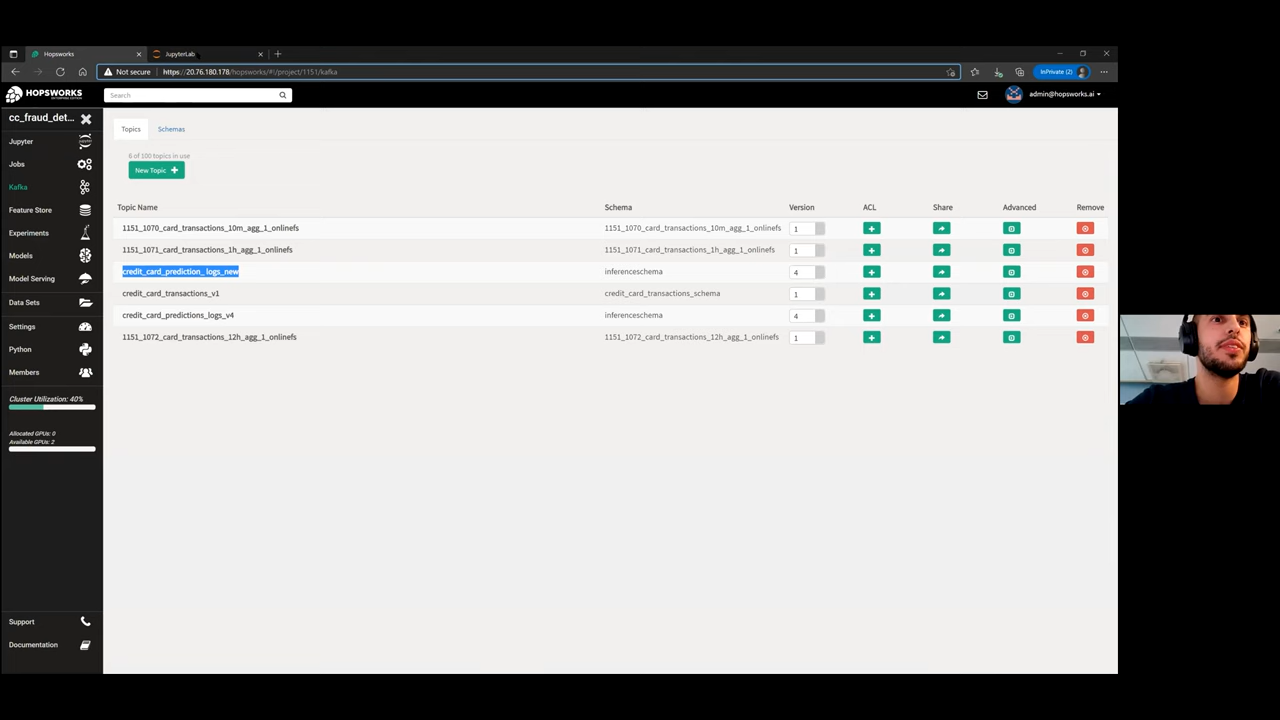 Hopsworks
JupyterLab
Not secure https://20.76.180.178/hopsworks/#!/project/1151/kafka
InPrivate (2)
HOPSWORKS
Search
admin@hopsworks.ai
cc_fraud_det...
Jupyter
Jobs
Kafka
Feature Store
Experiments
Models
Model Serving
Data Sets
Settings
Python
Members
Cluster Utilization: 40%
Allocated GPUs: 0
Available GPUs: 2
Support
Documentation
Topics Schemas
6 of 100 topics in use
New Topic
Topic Name Schema Version ACL Share Advanced Remove
1151_1070_card_transactions_10m_agg_1_onlinefs 1151_1070_card_transactions_10m_agg_1_onlinefs 1
1151_1071_card_transactions_1h_agg_1_onlinefs 1151_1071_card_transactions_1h_agg_1_onlinefs 1
credit_card_prediction_logs_new inferenceschema 4
credit_card_transactions_v1 credit_card_transactions_schema 1
credit_card_predictions_logs_v4 inferenceschema 4
1151_1072_card_transactions_12h_agg_1_onlinefs 1151_1072_card_transactions_12h_agg_1_onlinefs 1